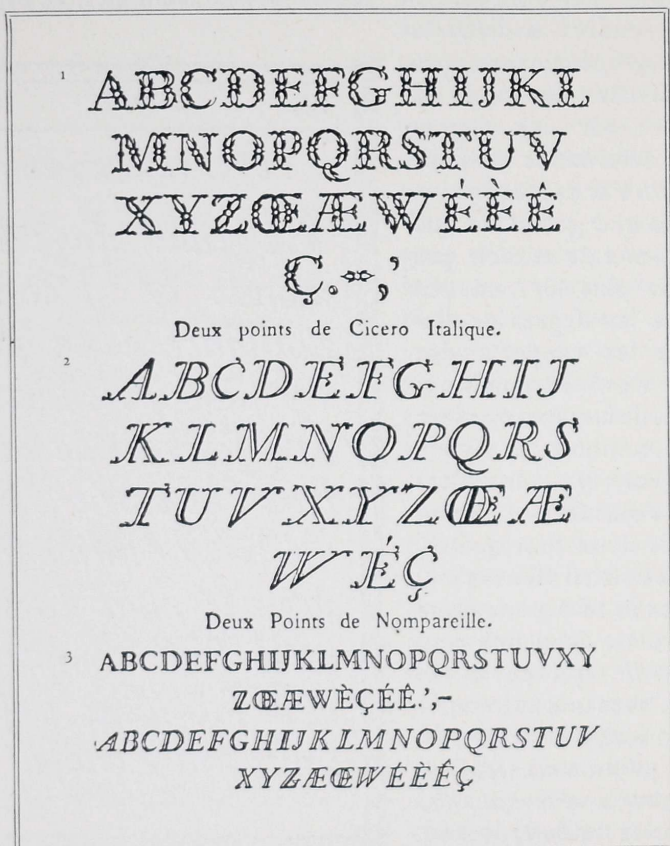 1 ABCDEFGHIJKL
MNOPQRSTUV
XYZŒÆWÉÈÊ
Ç.-,’
Deux points de Cicero Italique.
2 ABCDEFGHIJ
KLMNOPQRS
TUVXYZŒÆ
WÉÇ
Deux Points de Nompareille.
3 ABCDEFGHIJKLMNOPQRSTUVXY
ZŒÆWÈÇÉÊ.’,-
ABCDEFGHIJKLMNOPQRSTUV
XYZÆŒWÉÈÊÇ